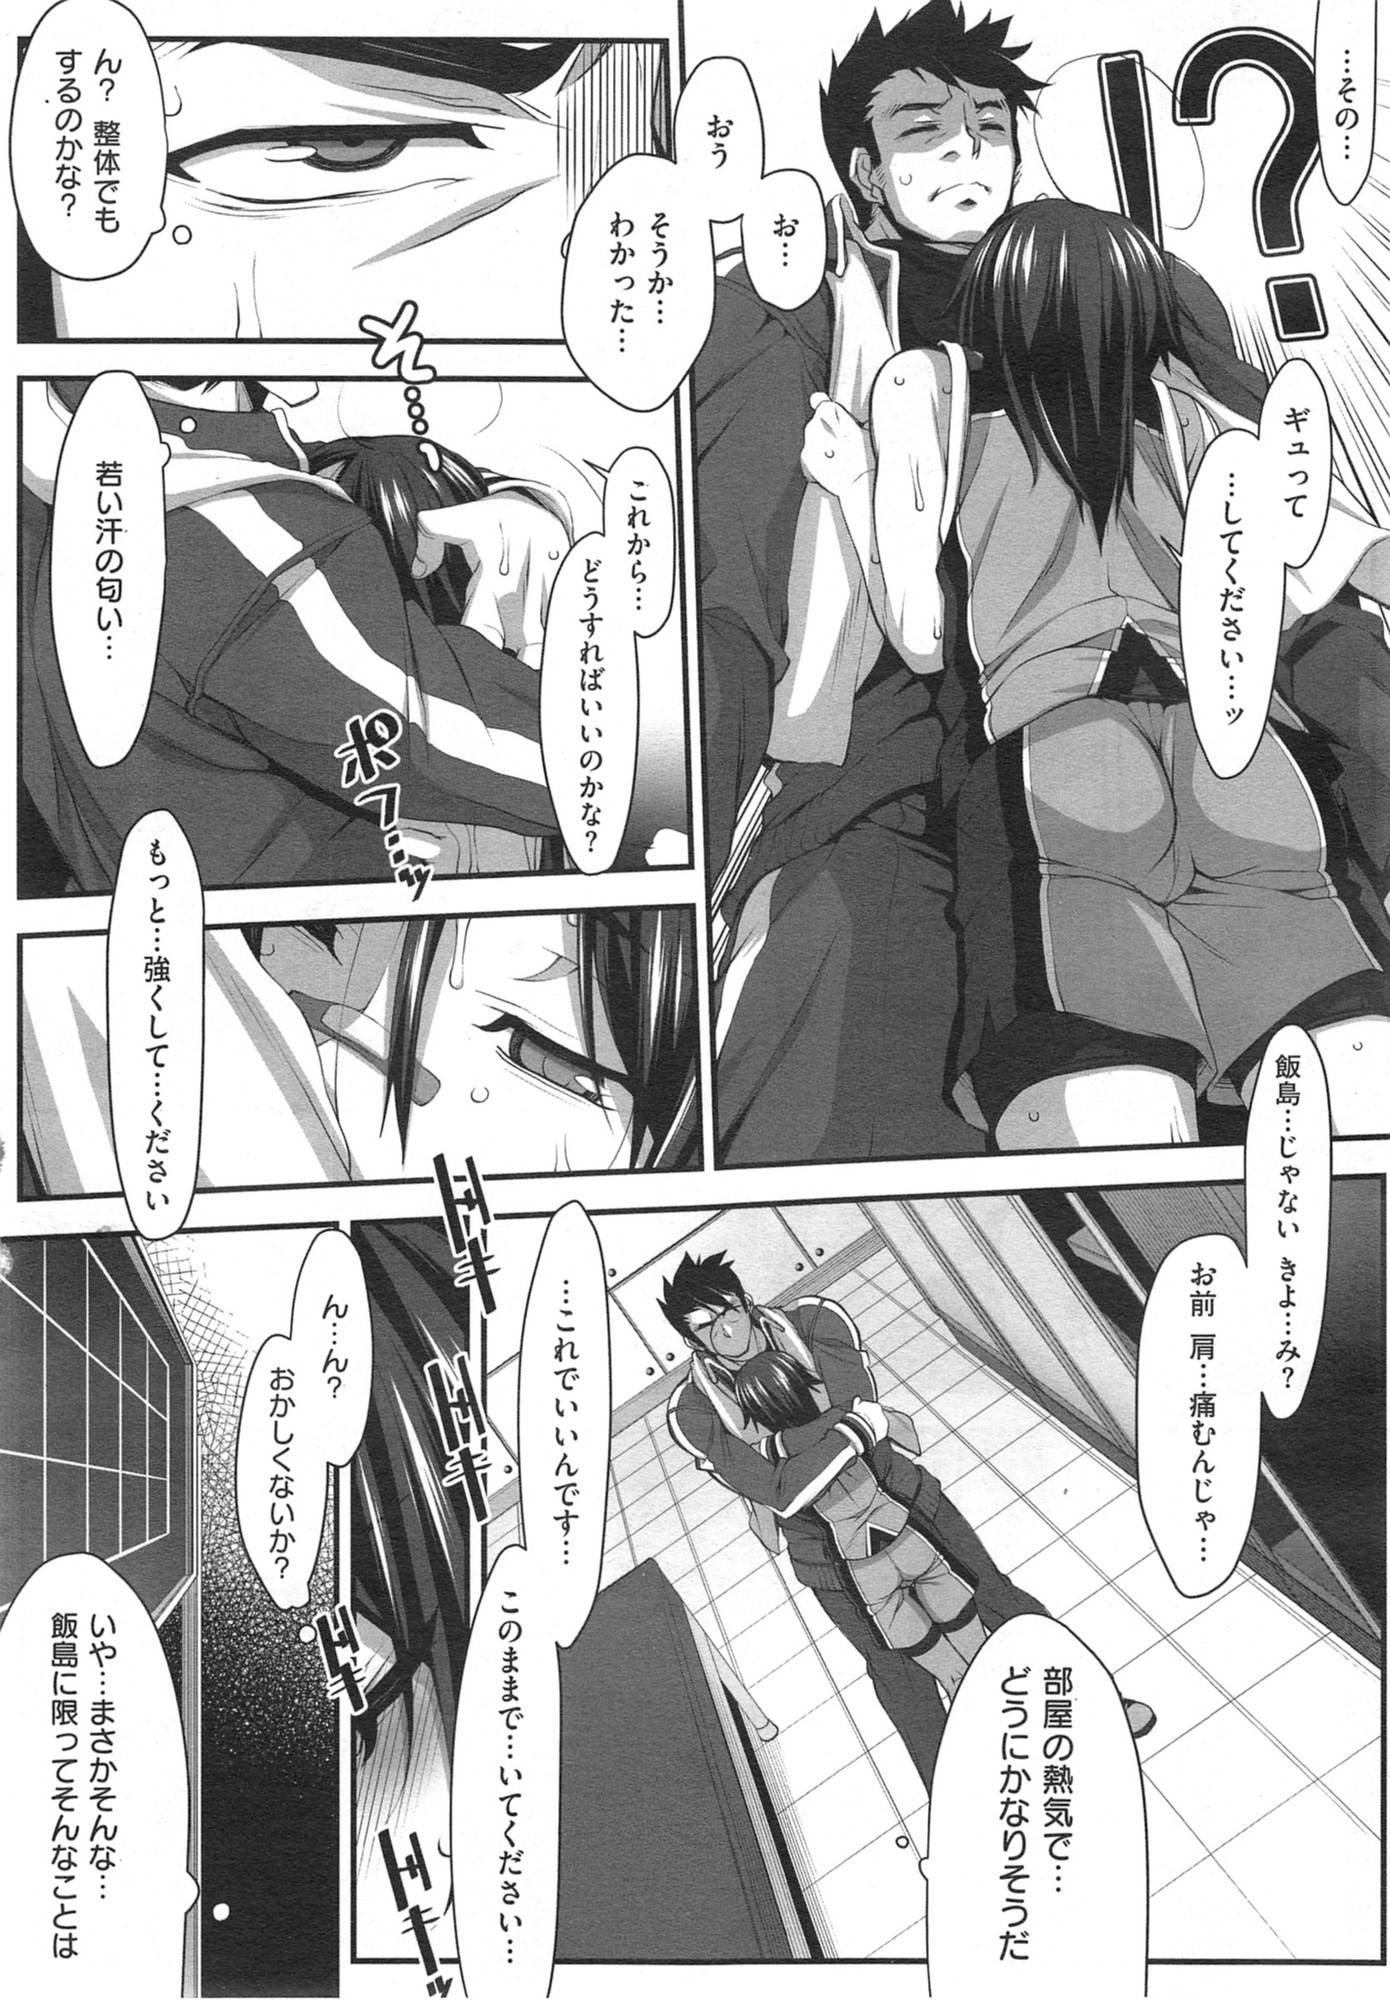 …その…
!?
ギュって
…してください…ッ
お…
おぅ
そうか…
わかった…
ん？ 整体でも
するのかな？
そ…っ
これから…
どうすればいいのかな？
若い汗の匂い…
ポフ…ッ
もっと…強くして…ください
飯島…じゃない きよ…み？
お前 肩…痛むんじゃ…
…これでいいんです…
このままで…いてください…
部屋の熱気で…
どうにかなりそうだ
ドキ
ドキ
ドキ
ドキ
ん…ん？
おかしくないか？
いや…まさかそんな…
飯島に限ってそんなことは